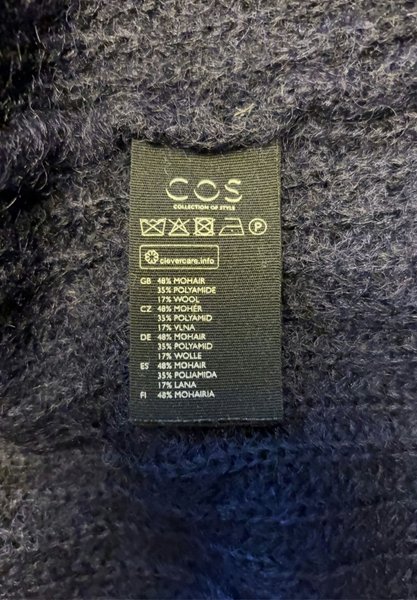 COS
COLLECTION OF STYLE
P
clevercare.info
GB 48% MOHAIR
35% POLYAMIDE
17% WOOL
CZ 48% MOHÉR
35% POLYAMID
17% VLNA
DE 48% MOHAIR
35% POLYAMID
17% WOLLE
ES 48% MOHAIR
35% POLIAMIDA
17% LANA
FI 48% MOHAIRIA